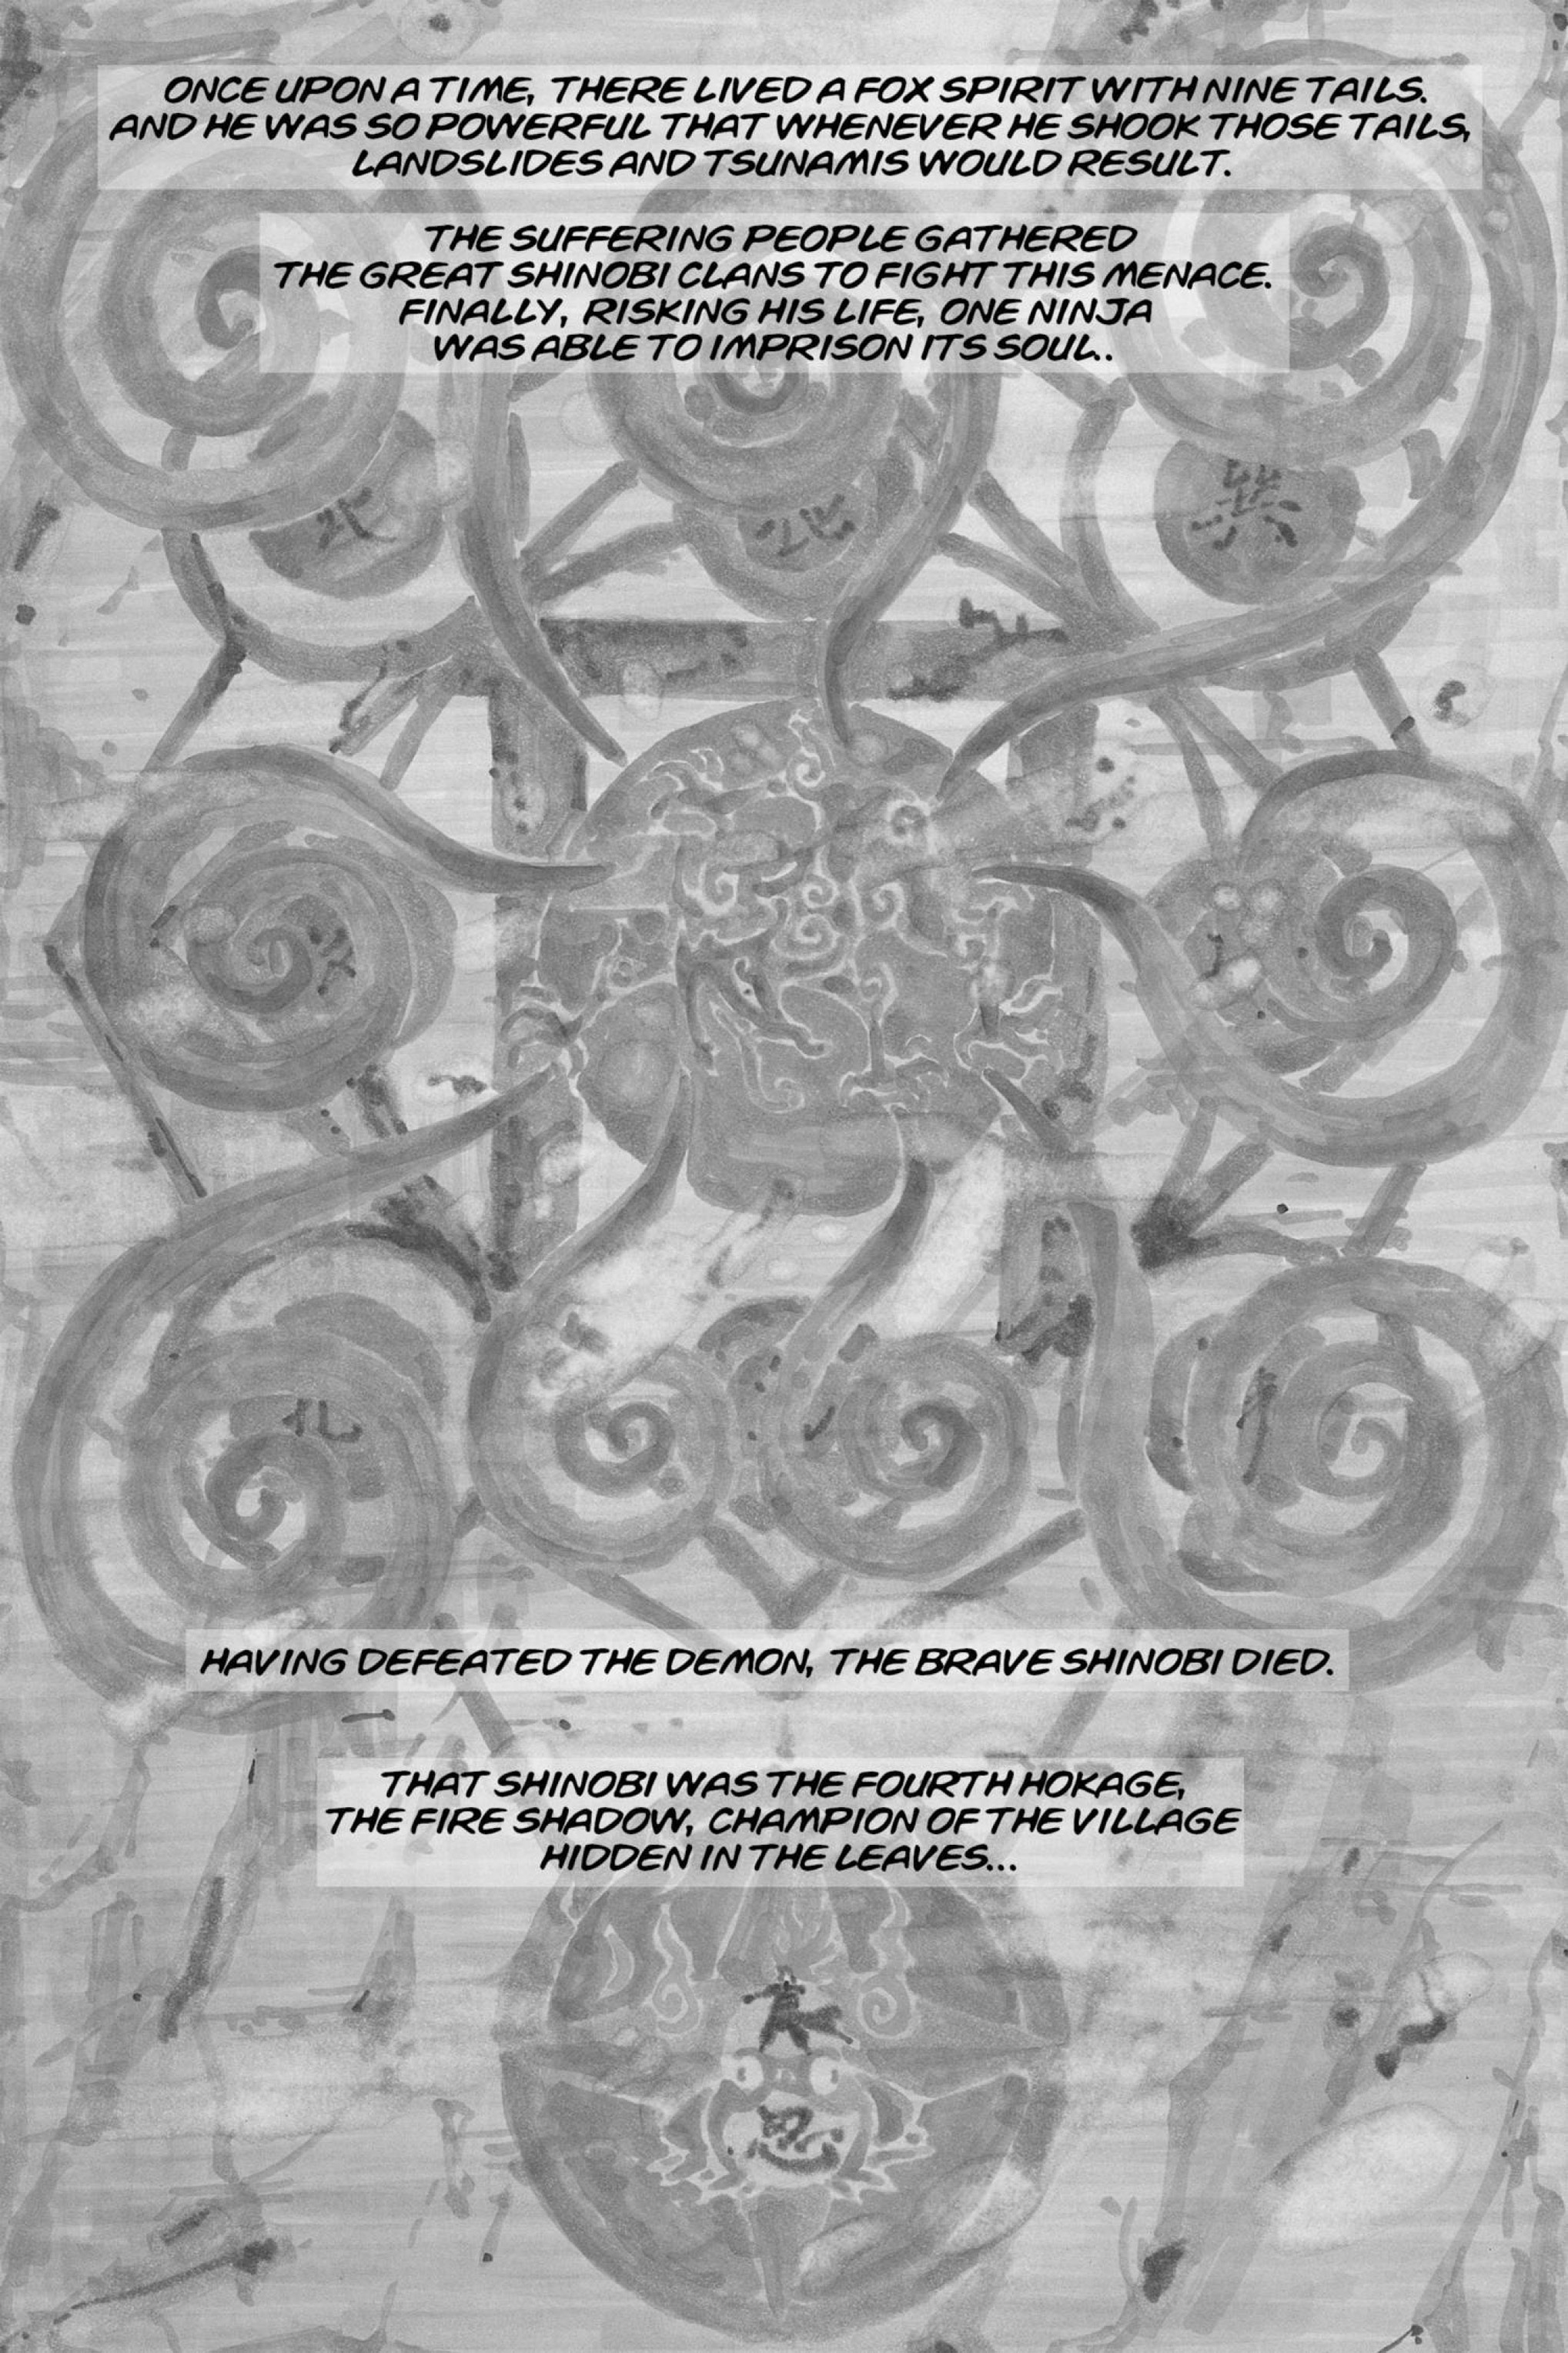 ONCE UPON A TIME, THERE LIVED A FOX SPIRIT WITH NINE TAILS.
AND HE WAS SO POWERFUL THAT WHENEVER HE SHOOK THOSE TAILS,
LANDSLIDES AND TSUNAMIS WOULD RESULT.
THE SUFFERING PEOPLE GATHERED
THE GREAT SHINOBI CLANS TO FIGHT THIS MENACE.
FINALLY, RISKING HIS LIFE, ONE NINJA
WAS ABLE TO IMPRISON ITS SOUL..
HAVING DEFEATED THE DEMON, THE BRAVE SHINOBI DIED.
THAT SHINOBI WAS THE FOURTH HOKAGE,
THE FIRE SHADOW, CHAMPION OF THE VILLAGE
HIDDEN IN THE LEAVES...